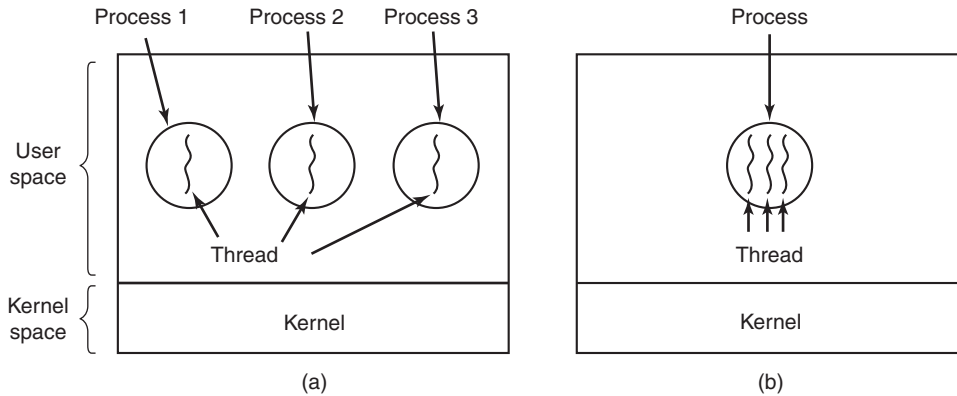 Process 1
Process 2
Process 3
Process
User
space
Thread
Thread
Kernel
space
Kernel
Kernel
(a)
(b)